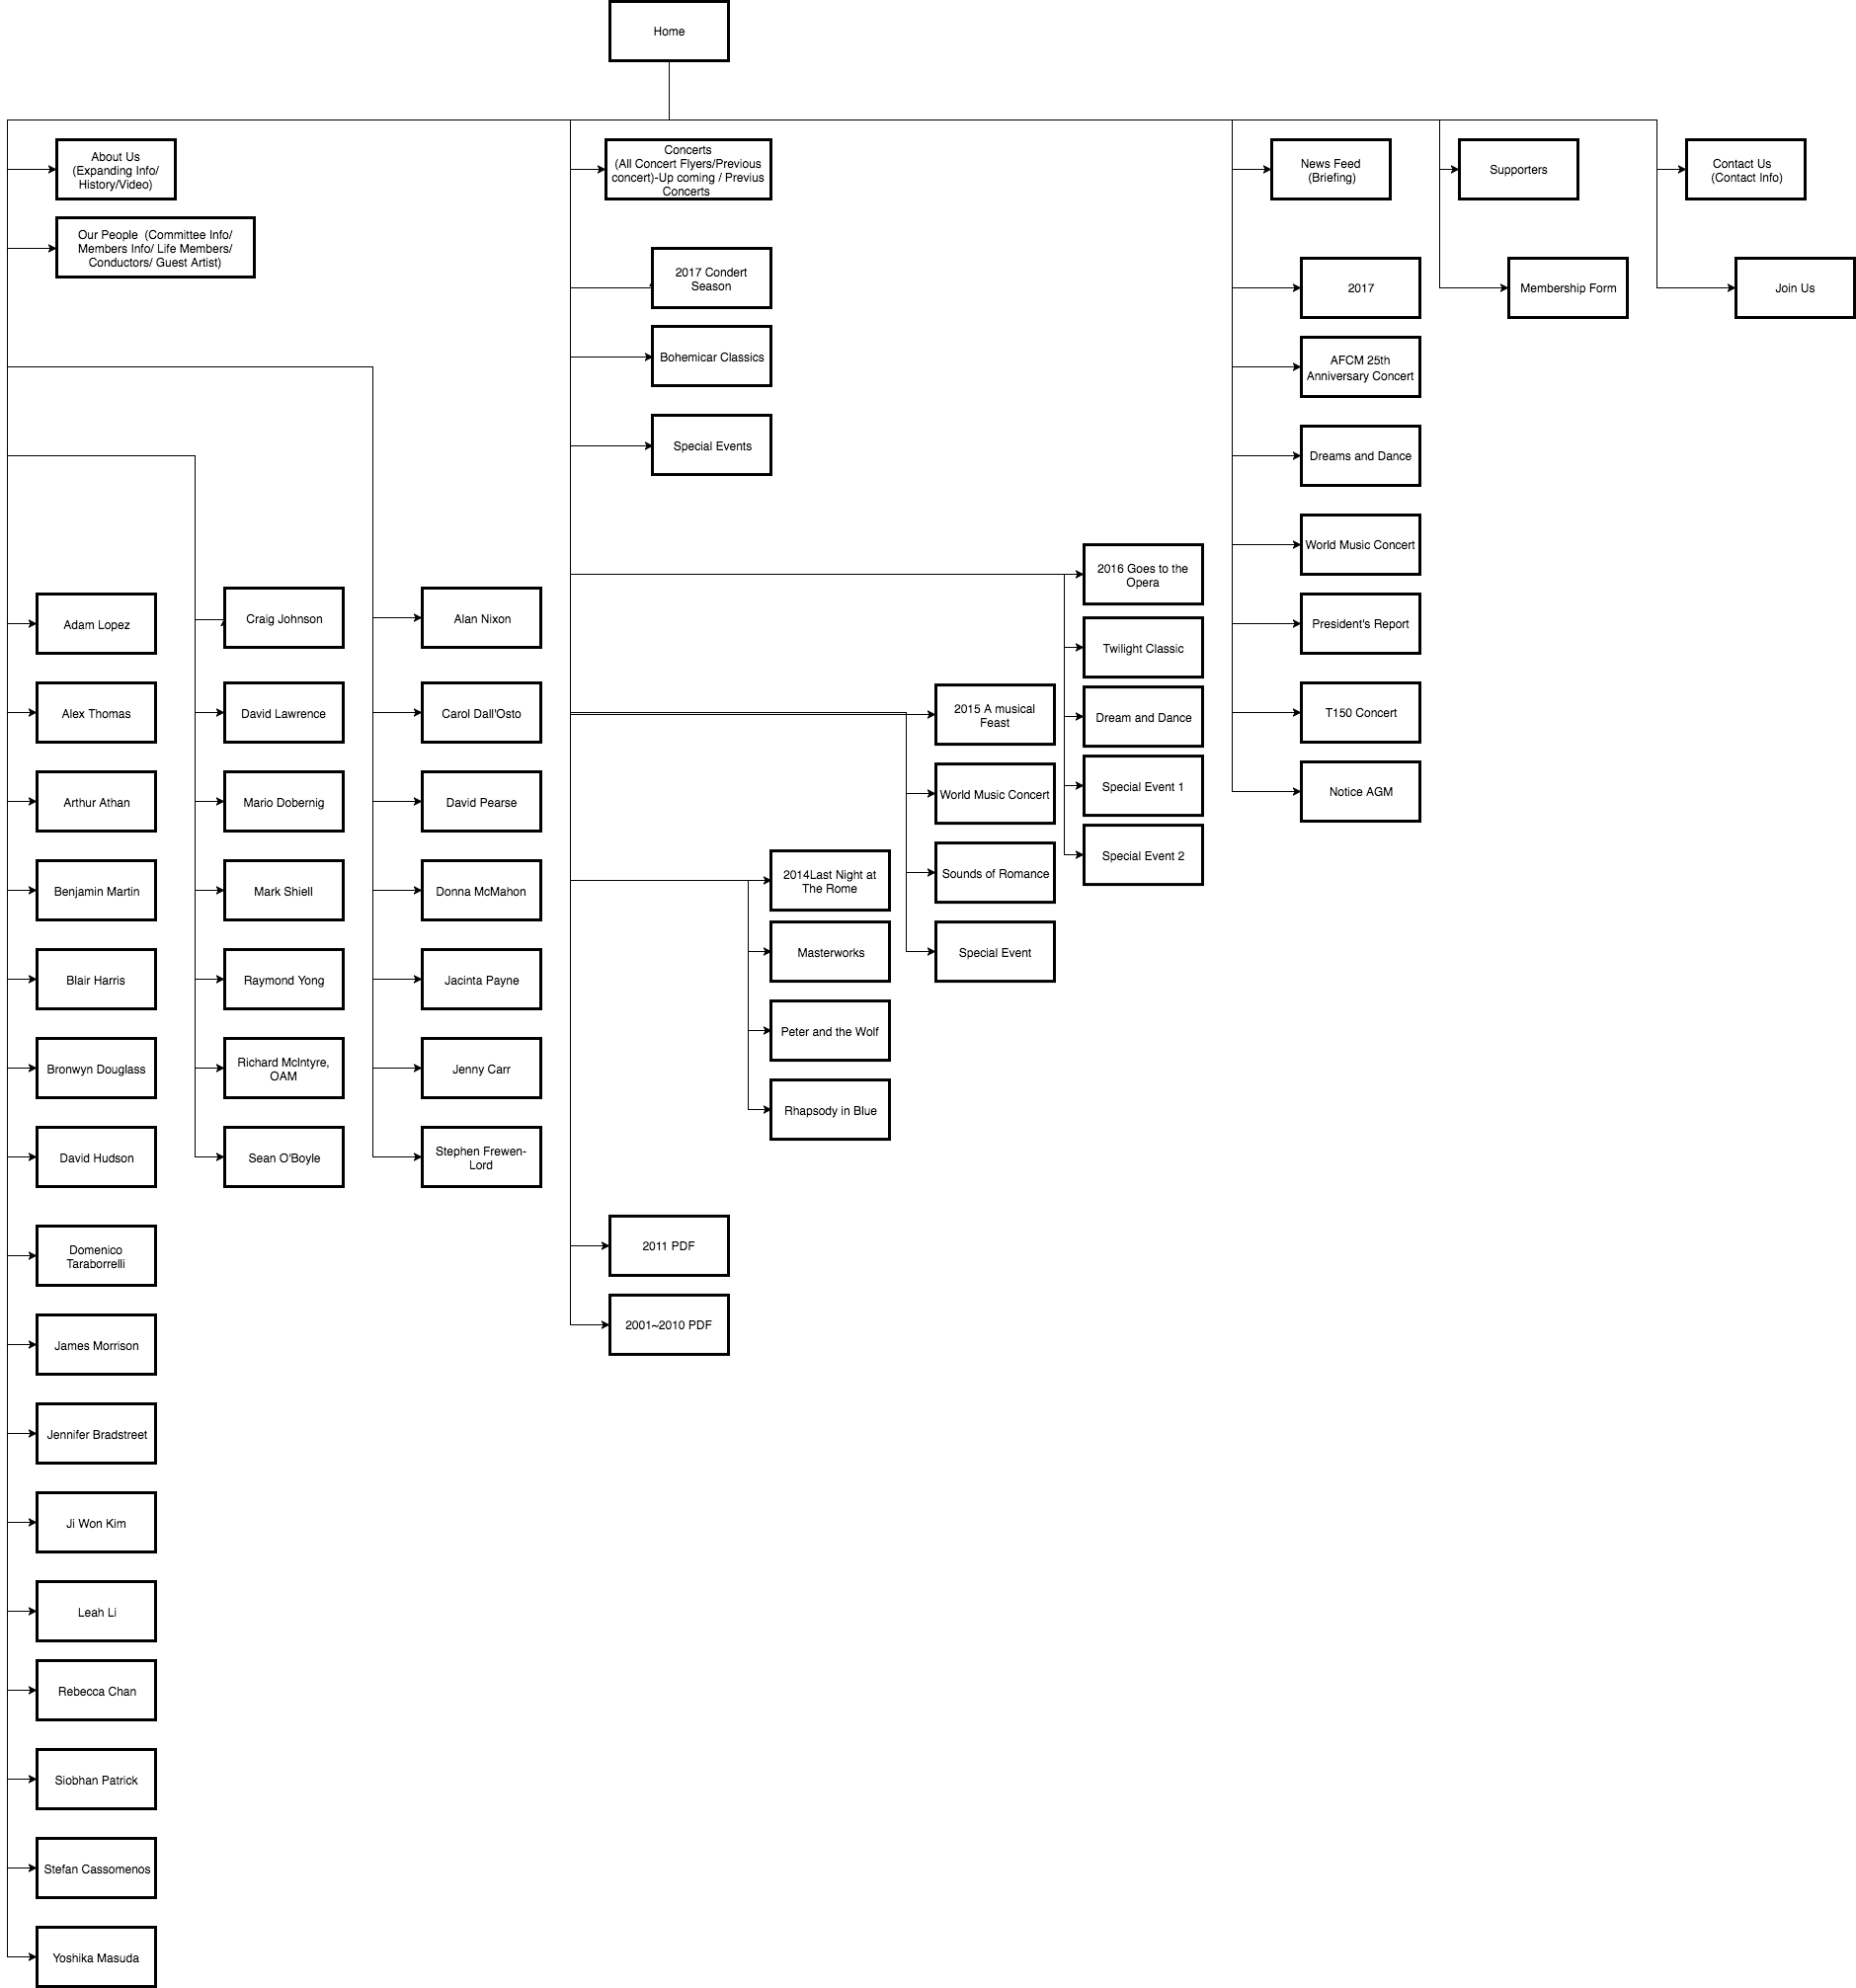 Home
About Us
(Expanding Info/
History/Video)
Our People  (Committee Info/
Members Info/ Life Members/
Conductors/ Guest Artist)
Adam Lopez
Alex Thomas
Arthur Athan
Benjamin Martin
Blair Harris
Bronwyn Douglass
David Hudson
Domenico
Taraborrelli
James Morrison
Jennifer Bradstreet
Ji Won Kim
Leah Li
Rebecca Chan
Siobhan Patrick
Stefan Cassomenos
Yoshika Masuda
Craig Johnson
David Lawrence
Mario Dobernig
Mark Shiell
Raymond Yong
Richard McIntyre,
OAM
Sean O'Boyle
Alan Nixon
Carol Dall'Osto
David Pearse
Donna McMahon
Jacinta Payne
Jenny Carr
Stephen Frewen-
Lord
Concerts
(All Concert Flyers/Previous
concert)-Up coming / Previus
Concerts
2017 Condert
Season
Bohemicar Classics
Special Events
2016 Goes to the
Opera
Twilight Classic
Dream and Dance
Special Event 1
Special Event 2
2015 A musical
Feast
World Music Concert
Sounds of Romance
Special Event
2014Last Night at
The Rome
Masterworks
Peter and the Wolf
Rhapsody in Blue
2011 PDF
2001~2010 PDF
News Feed
(Briefing)
2017
AFCM 25th
Anniversary Concert
Dreams and Dance
World Music Concert
President's Report
T150 Concert
Notice AGM
Supporters
Membership Form
Contact Us
(Contact Info)
Join Us